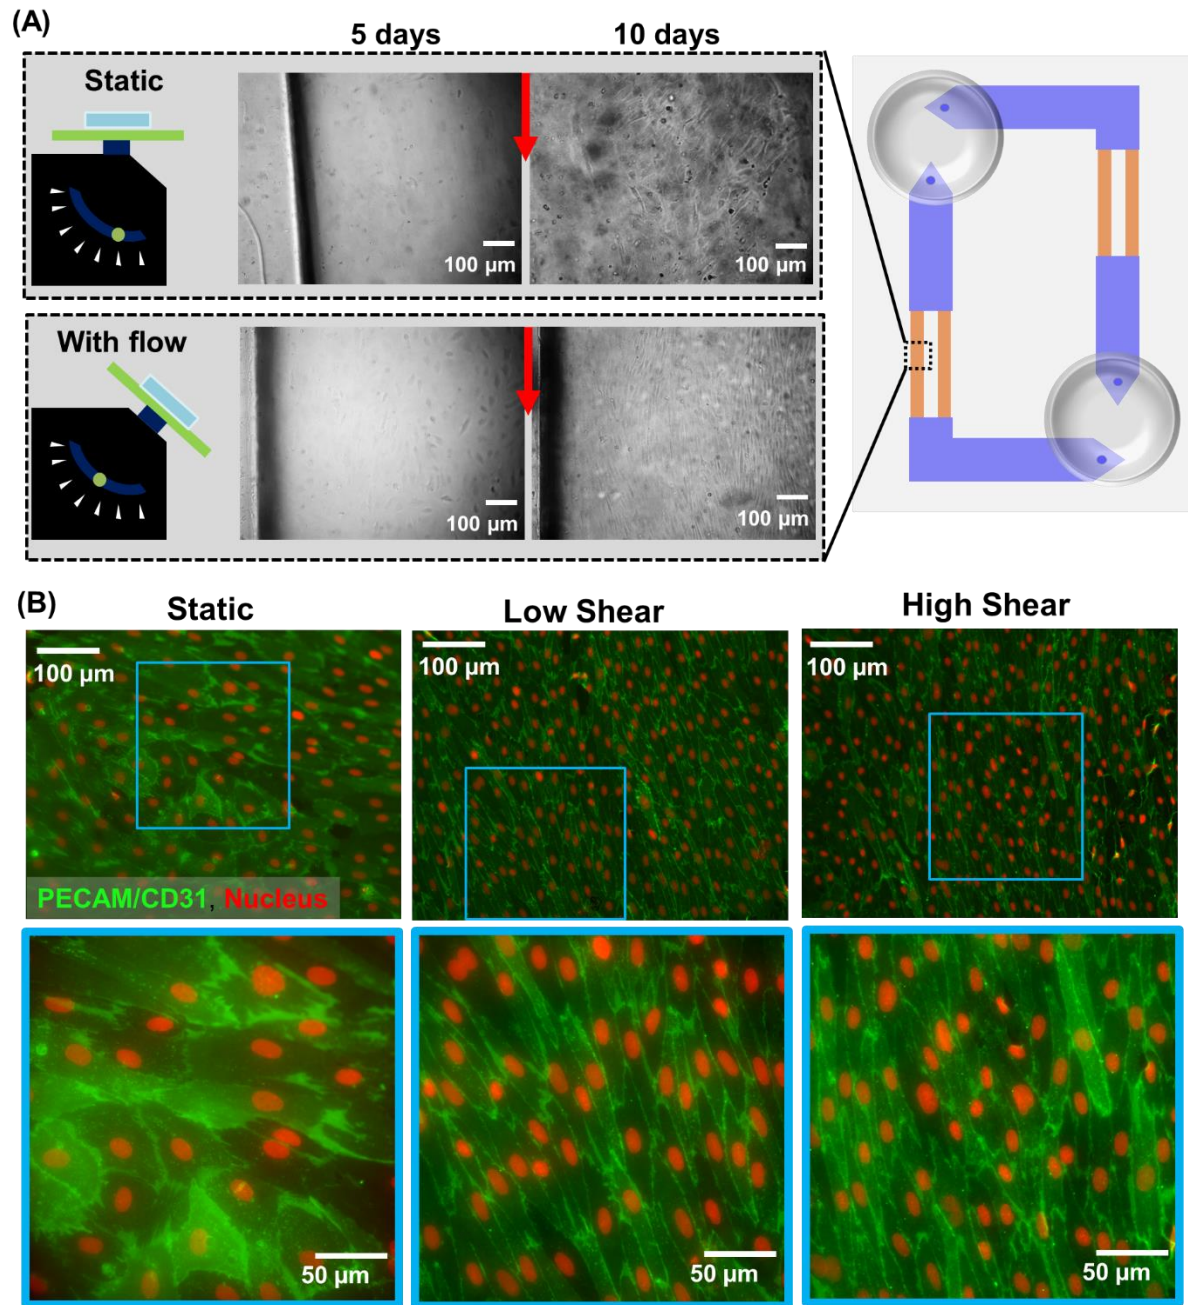 (A)
5 days
10 days
Static
100 µm
100 µm
With flow
100 µm
100 µm
(B)
Static
Low Shear
High Shear
100 µm
100 µm
100 µm
PECAM/CD31, Nucleus
50 µm
50 µm
50 µm